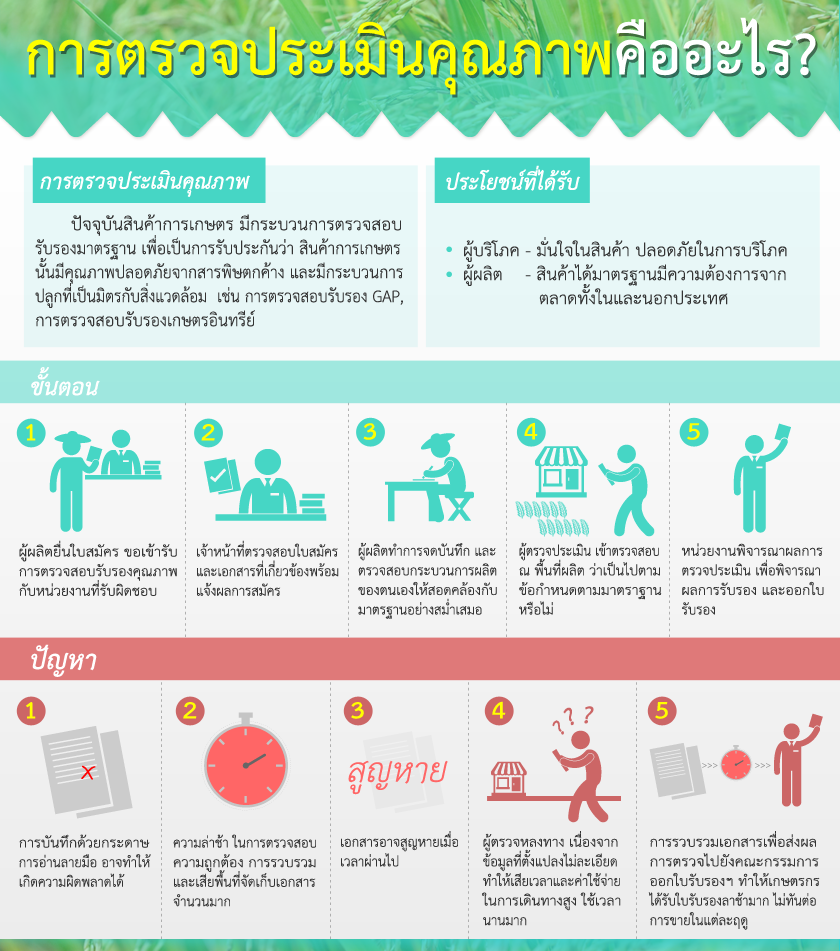 การตรวจประเมินคุณภาพคืออะไร?
การตรวจประเมินคุณภาพ
ปัจจุบันสินค้าการเกษตร มีกระบวนการตรวจสอบ
รับรองมาตรฐาน เพื่อเป็นการรับประกันว่า สินค้าการเกษตร
นั้นมีคุณภาพปลอดภัยจากสารพิษตกค้าง และมีกระบวนการ
ปลูกที่เป็นมิตรกับสิ่งแวดล้อม เช่น การตรวจสอบรับรอง GAP,
การตรวจสอบรับรองเกษตรอินทรีย์
ประโยชน์ที่ได้รับ
• ผู้บริโภค - มั่นใจในสินค้า ปลอดภัยในการบริโภค
• ผู้ผลิต - สินค้าได้มาตรฐานมีความต้องการจาก
ตลาดทั้งในและนอกประเทศ
ขั้นตอน
1
ผู้ผลิตยื่นใบสมัคร ขอเข้ารับ
การตรวจสอบรับรองคุณภาพ
กับหน่วยงานที่รับผิดชอบ
2
เจ้าหน้าที่ตรวจสอบใบสมัคร
และเอกสารที่เกี่ยวข้องพร้อม
แจ้งผลการสมัคร
3
ผู้ผลิตทำการจดบันทึก และ
ตรวจสอบกระบวนการผลิต
ของตนเองให้สอดคล้องกับ
มาตรฐานอย่างสม่ำเสมอ
4
ผู้ตรวจประเมิน เข้าตรวจสอบ
ณ พื้นที่ผลิต ว่าเป็นไปตาม
ข้อกำหนดตามมาตราฐาน
หรือไม่
5
หน่วยงานพิจารณาผลการ
ตรวจประเมิน เพื่อพิจารณา
ผลการรับรอง และออกใบ
รับรอง
ปัญหา
1
การบันทึกด้วยกระดาษ
การอ่านลายมือ อาจทำให้
เกิดความผิดพลาดได้
2
ความล่าช้า ในการตรวจสอบ
ความถูกต้อง การรวบรวม
และเสียพื้นที่จัดเก็บเอกสาร
จำนวนมาก
3
สูญหาย
เอกสารอาจสูญหายเมื่อ
เวลาผ่านไป
4
???
ผู้ตรวจหลงทาง เนื่องจาก
ข้อมูลที่ตั้งแปลงไม่ละเอียด
ทำให้เสียเวลาและค่าใช้จ่าย
ในการเดินทางสูง ใช้เวลา
นานมาก
5
>>> >>>
การรวบรวมเอกสารเพื่อส่งผล
การตรวจไปยังคณะกรรมการ
ออกใบรับรองฯ ทำให้เกษตรกร
ได้รับใบรับรองลาช้ามาก ไม่ทันต่อ
การขายในแต่ละฤดู